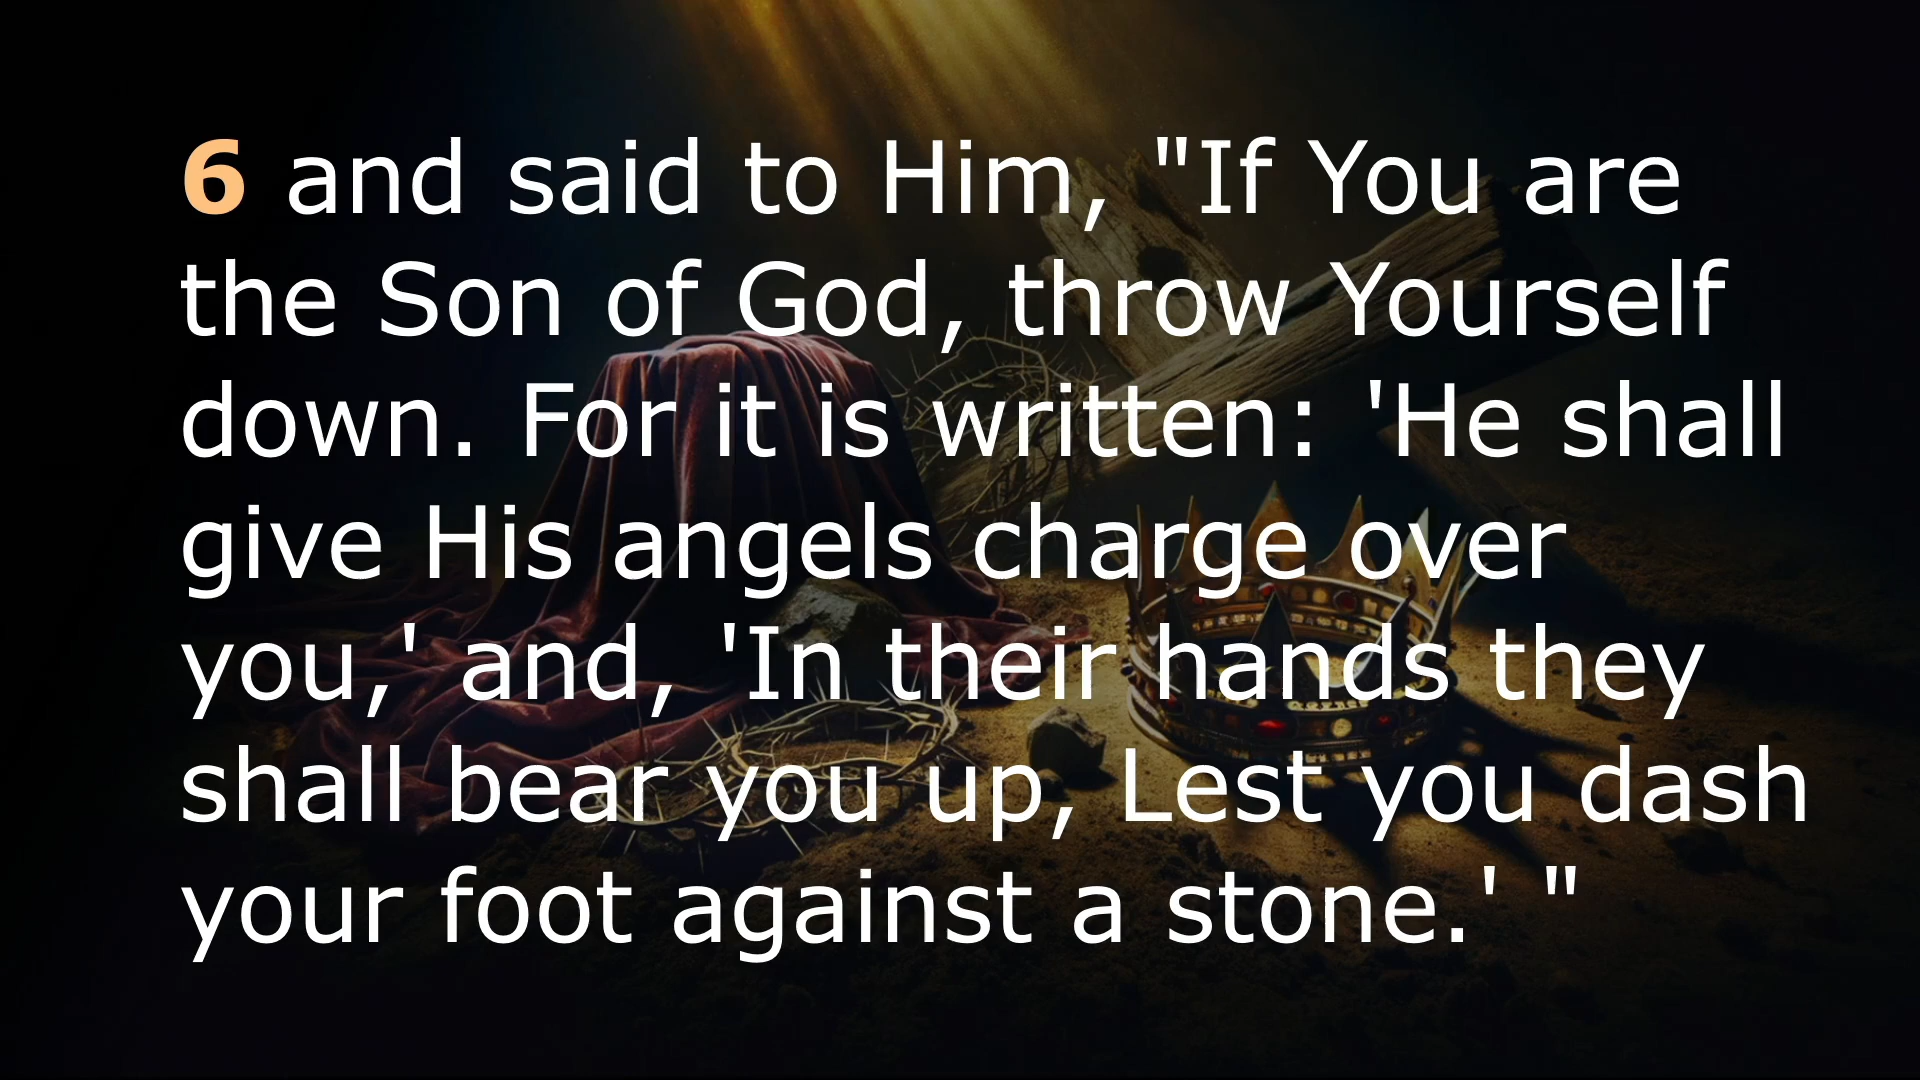 6 and said to Him, "If You are
the Son of God, throw Yourself
down. For it is written: 'He shall
give His angels charge over
you,' and, 'In their hands they
shall bear you up, Lest you dash
your foot against a stone.' "